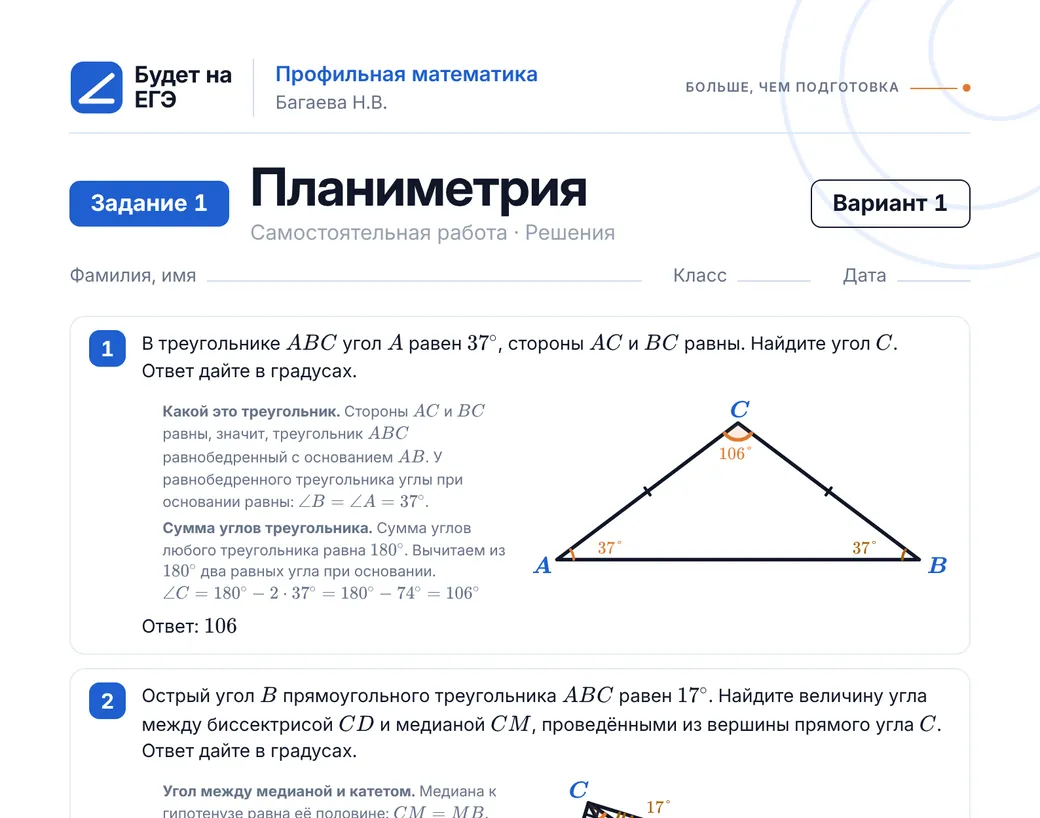 Будет на
ЕГЭ
Профильная математика
Багаева Н.В.
БОЛЬШЕ, ЧЕМ ПОДГОТОВКА
Задание 1
Планиметрия
Самостоятельная работа · Решения
Вариант 1
Фамилия, имя
Класс
Дата
1
В треугольнике ABC угол A равен 37°, стороны AC и BC равны. Найдите угол C.
Ответ дайте в градусах.
Какой это треугольник. Стороны AC и BC
равны, значит, треугольник ABC
равнобедренный с основанием AB. У
равнобедренного треугольника углы при
основании равны: ∠B = ∠A = 37°.
Сумма углов треугольника. Сумма углов
любого треугольника равна 180°. Вычитаем из
180° два равных угла при основании.
∠C = 180° − 2 · 37° = 180° − 74° = 106°
C
106°
37°
37°
A
B
Ответ: 106
2
Острый угол B прямоугольного треугольника ABC равен 17°. Найдите величину угла
между биссектрисой CD и медианой CM, проведёнными из вершины прямого угла C.
Ответ дайте в градусах.
Угол между медианой и катетом. Медиана к
гипотенузе равна её половине: CM = MB.
C
17°